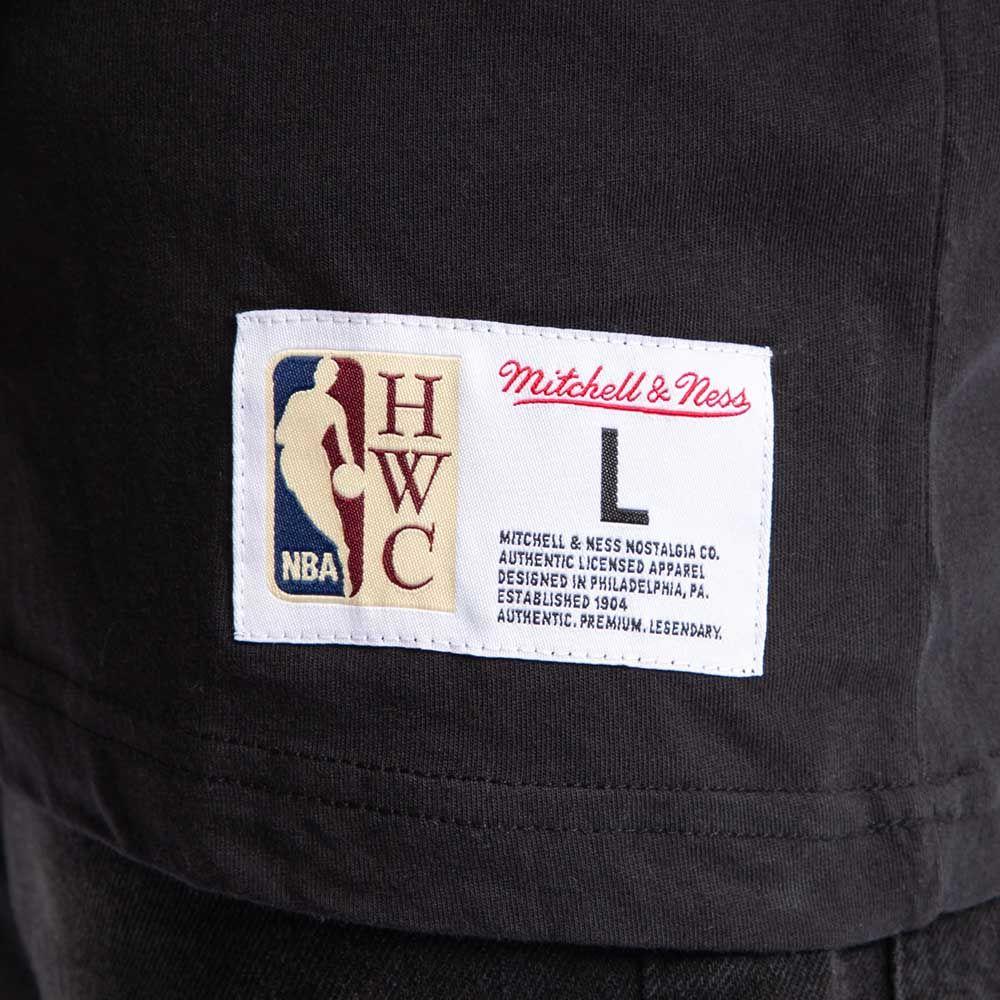 NBA
H
W
C
Mitchell & Ness
L
MITCHELL & NESS NOSTALGIA CO.
AUTHENTIC LICENSED APPAREL
DESIGNED IN PHILADELPHIA, PA.
ESTABLISHED 1904
AUTHENTIC. PREMIUM. LEGENDARY.